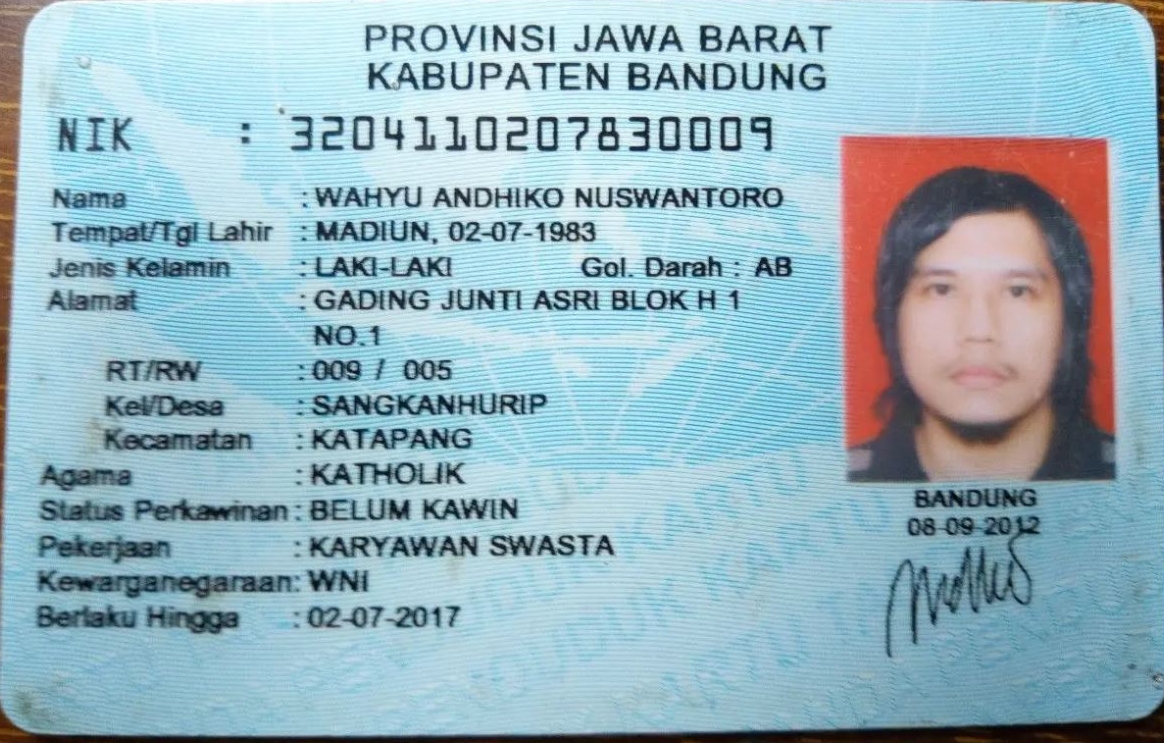 PROVINSI JAWA BARAT
KABUPATEN BANDUNG
NIK : 3204110207830009
Nama : WAHYU ANDHIKO NUSWANTORO
Tempat/Tgl Lahir : MADIUN, 02-07-1983
Jenis Kelamin : LAKI-LAKI Gol. Darah : AB
Alamat : GADING JUNTI ASRI BLOK H 1
NO.1
RT/RW : 009 / 005
Kel/Desa : SANGKANHURIP
Kecamatan : KATAPANG
Agama : KATHOLIK
Status Perkawinan : BELUM KAWIN
Pekerjaan : KARYAWAN SWASTA
Kewarganegaraan: WNI
Berlaku Hingga : 02-07-2017
BANDUNG
08-09-2012